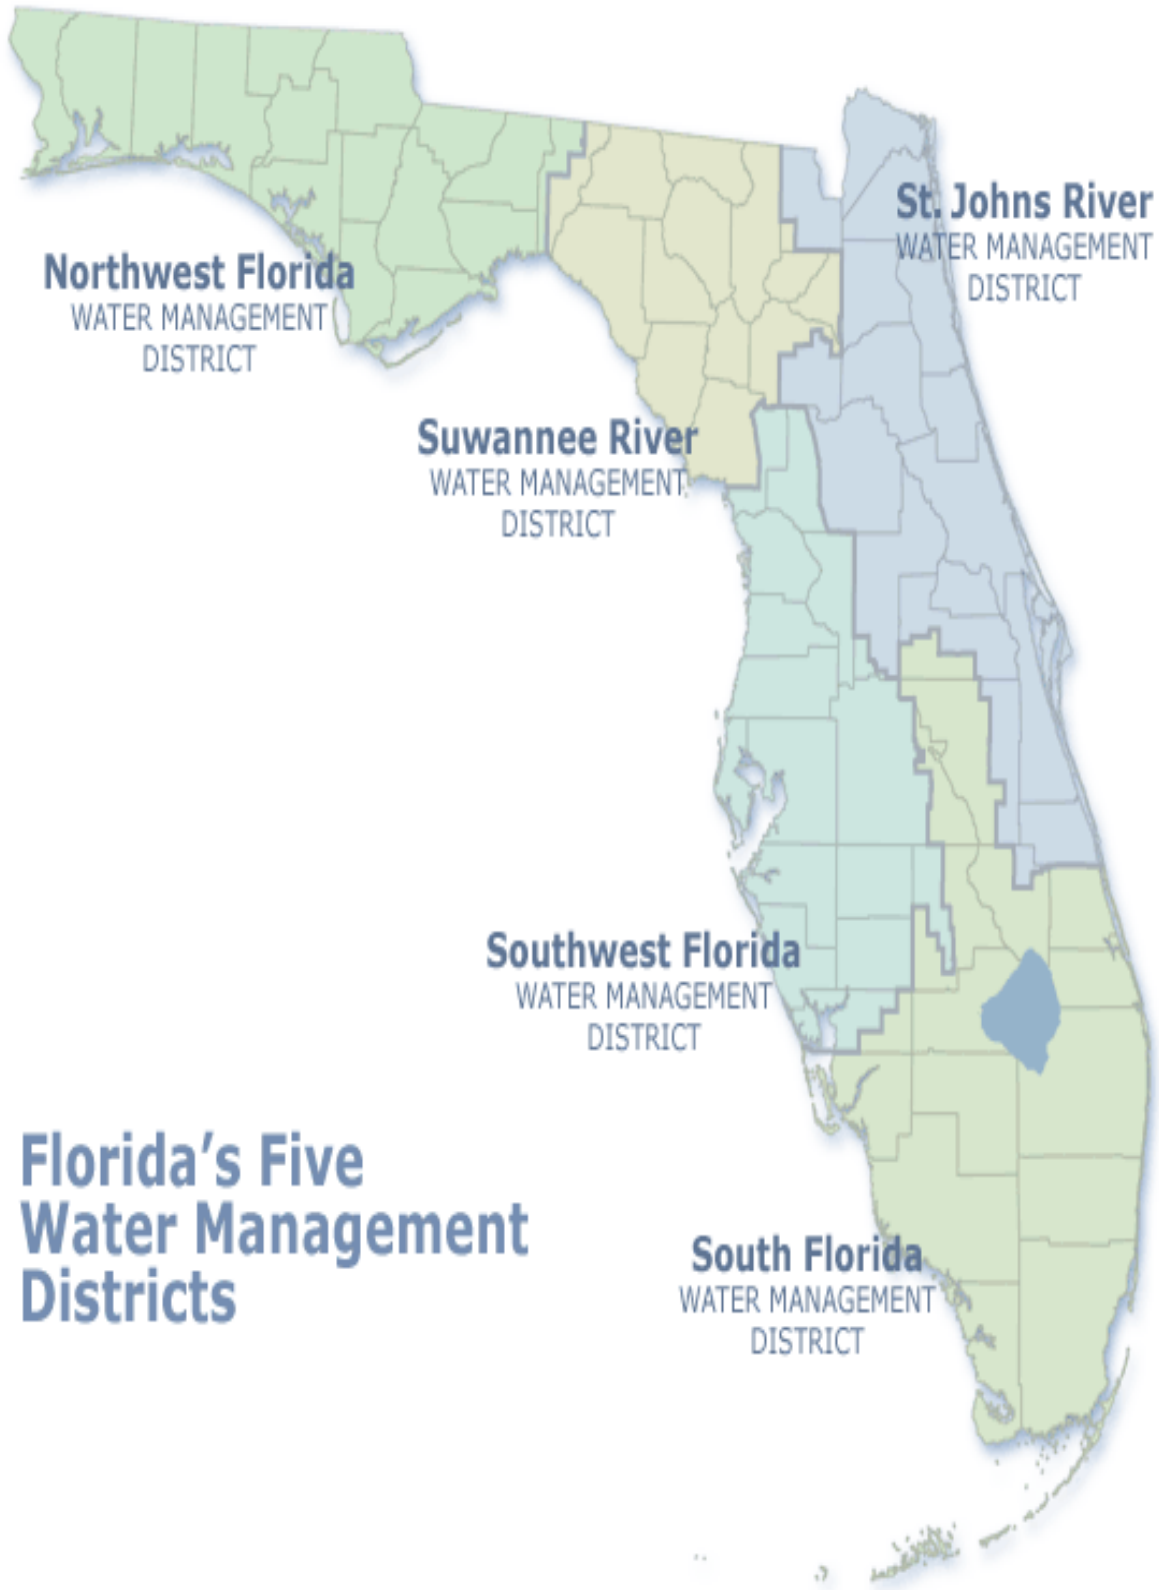 St. Johns River
WATER MANAGEMENT
DISTRICT
Northwest Florida
WATER MANAGEMENT
DISTRICT
Suwannee River
WATER MANAGEMENT
DISTRICT
Southwest Florida
WATER MANAGEMENT
DISTRICT
Florida’s Five
Water Management
Districts
South Florida
WATER MANAGEMENT
DISTRICT